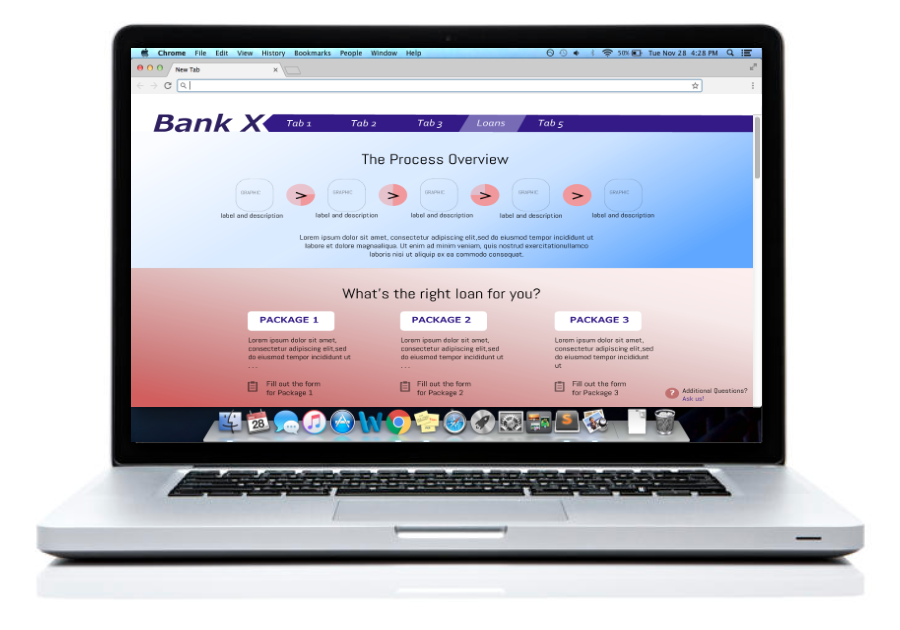 Chrome File Edit View History Bookmarks People Window Help 50% Tue Nov 28 4:28 PM
New Tab
Bank X Tab 1 Tab 2 Tab 3 Loans Tab 5
The Process Overview
GRAPHIC GRAPHIC GRAPHIC GRAPHIC GRAPHIC
> > > >
label and description label and description label and description label and description label and description
Lorem ipsum dolor sit amet, consectetur adipiscing elit,sed do eiusmod tempor incididunt ut
labore et dolore magnaaliqua. Ut enim ad minim veniam, quis nostrud exercitationullamco
laboris nisi ut aliquip ex ea commodo consequat.
What's the right loan for you?
PACKAGE 1 PACKAGE 2 PACKAGE 3
Lorem ipsum dolor sit amet, Lorem ipsum dolor sit amet, Lorem ipsum dolor sit amet,
consectetur adipiscing elit,sed consectetur adipiscing elit,sed consectetur adipiscing elit,sed
do eiusmod tempor incididunt ut do eiusmod tempor incididunt ut do eiusmod tempor incididunt
... ... ut
Fill out the form Fill out the form Fill out the form
for Package 1 for Package 2 for Package 3
? Additional Questions?
Ask us!
28